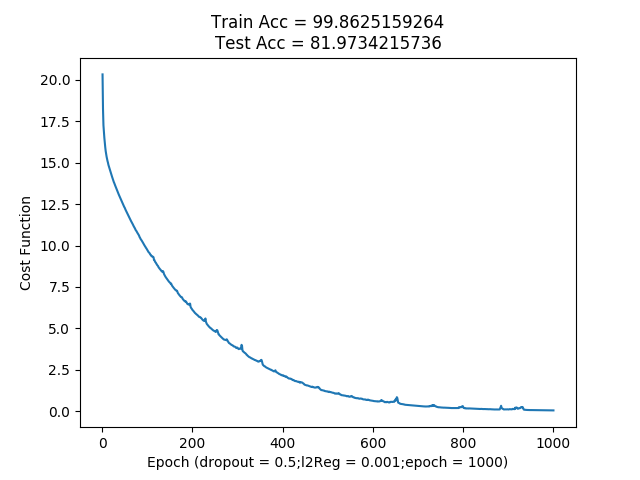 Train Acc = 99.8625159264
Test Acc = 81.9734215736
20.0
17.5
15.0
12.5
10.0
7.5
5.0
2.5
0.0
Cost Function
0 200 400 600 800 1000
Epoch (dropout = 0.5;l2Reg = 0.001;epoch = 1000)